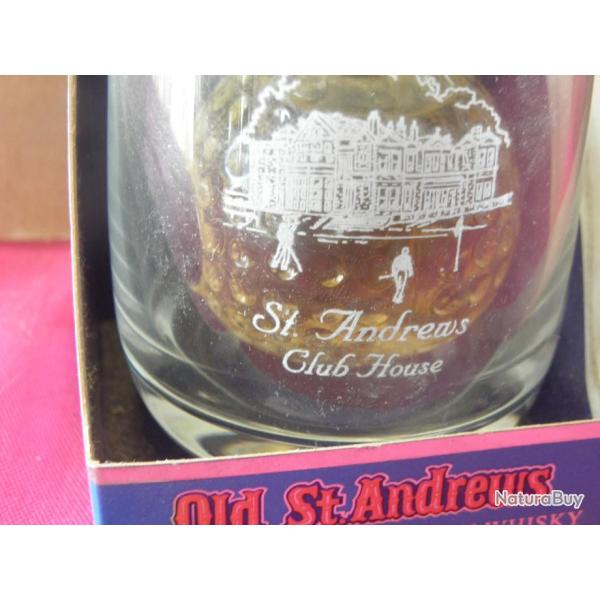 St. Andrews
Club House
Old St. Andrews
WHISKY
NaturaBuy